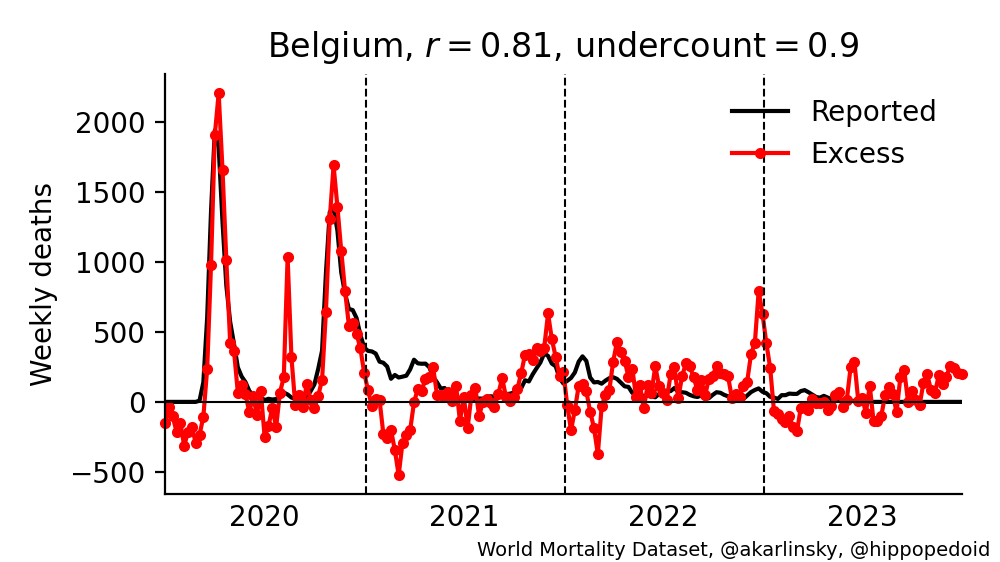 Belgium, r = 0.81, undercount = 0.9
Reported
Excess
Weekly deaths
2000
1500
1000
500
0
−500
2020 2021 2022 2023
World Mortality Dataset, @akarlinsky, @hippopedoid